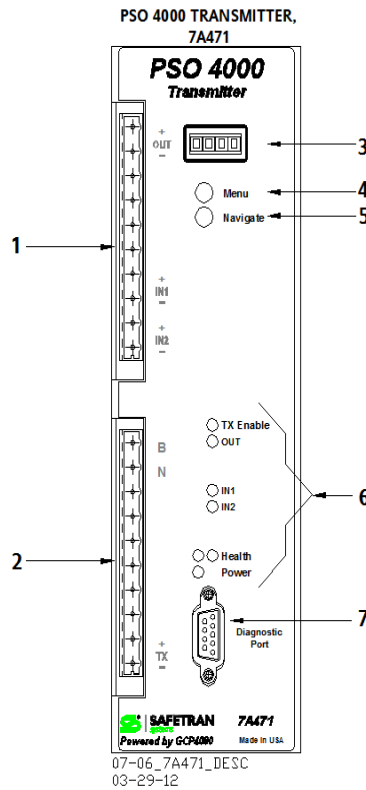 PSO 4000 TRANSMITTER,
7A471
PSO 4000
Transmitter
+
OUT
-
3
Menu
4
Navigate
5
1
+
IN1
-
+
IN2
-
TX Enable
B
OUT
N
IN1
6
IN2
Health
2
Power
7
Diagnostic
Port
+
TX
-
SAFETRAN
systems
7A471
Powered by GCP4000
Made in USA
07-06_7A471_DESC
03-29-12